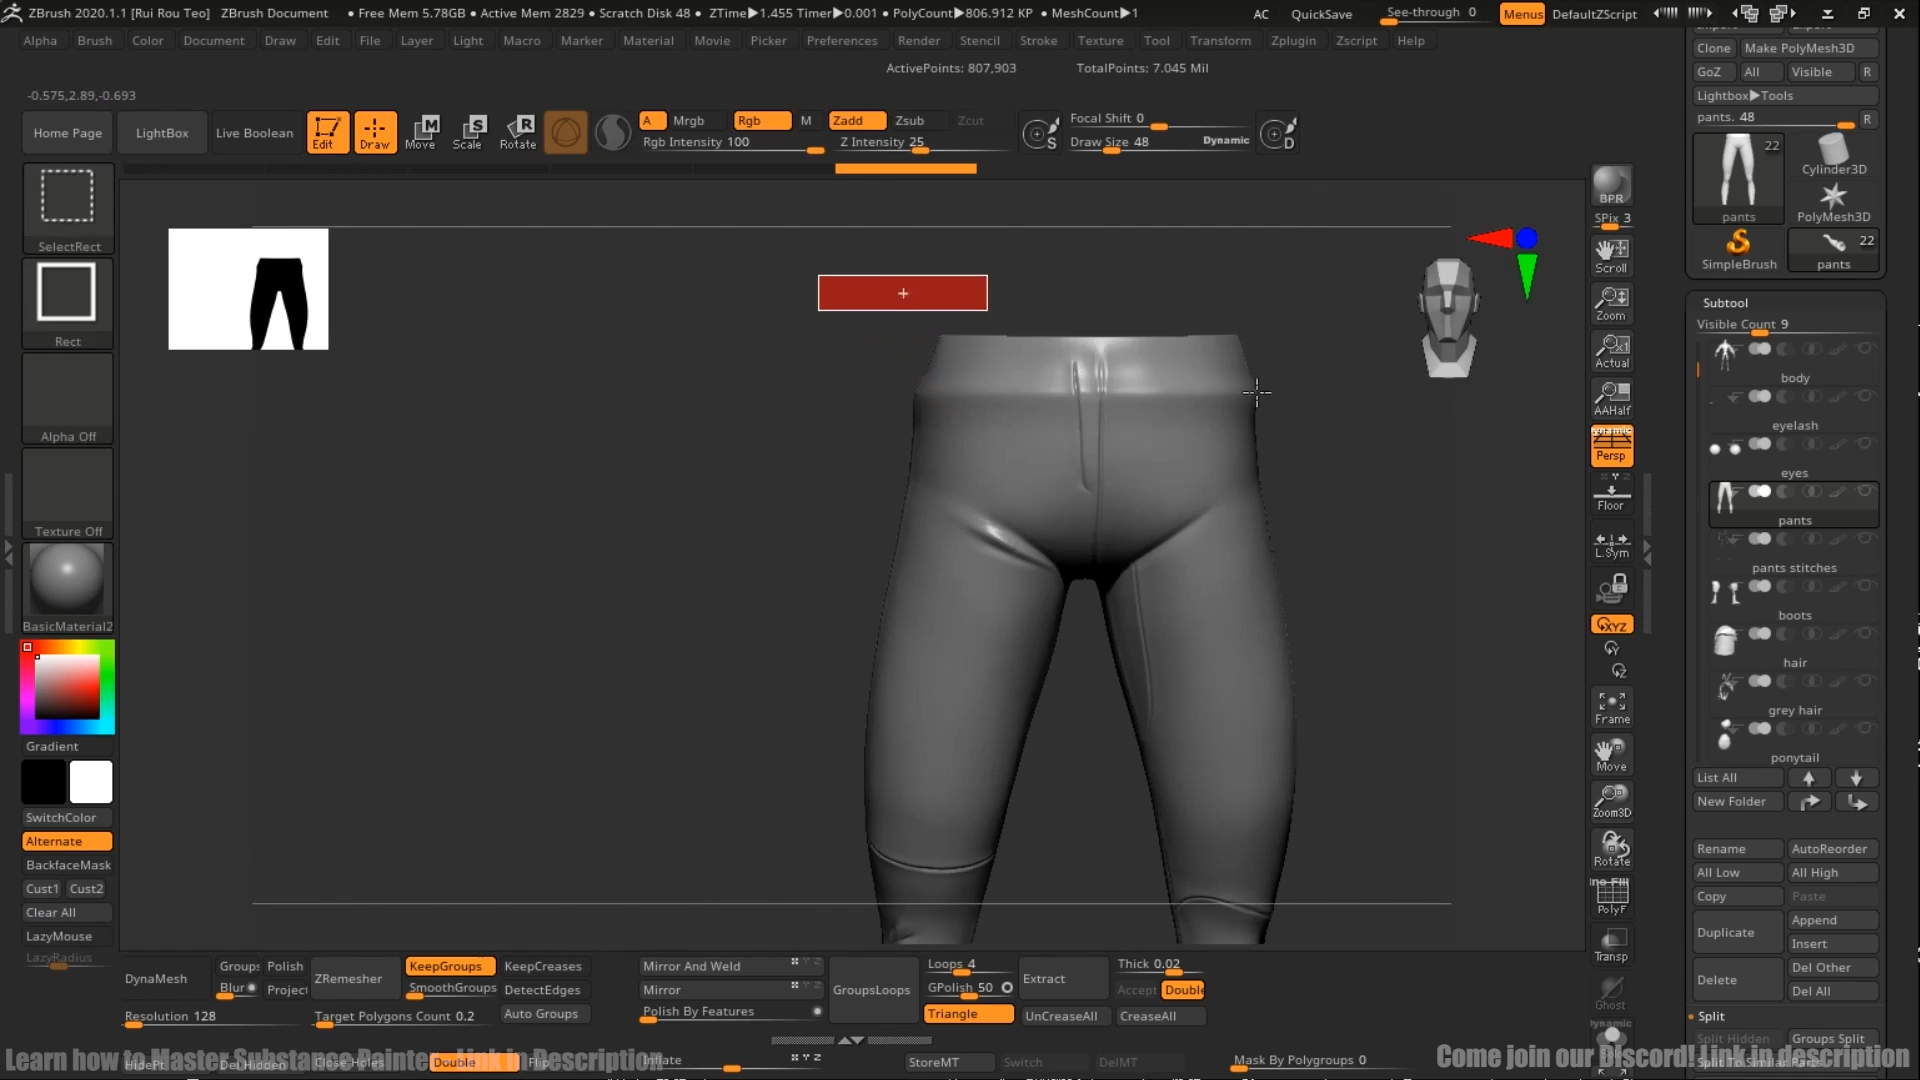 ZBrush 2020.1.1 [Rui Rou Teo] ZBrush Document • Free Mem 5.78GB • Active Mem 2829 • Scratch Disk 48 • ZTime▶1.455 Timer▶0.001 • PolyCount▶806.912 KP • MeshCount▶1 AC QuickSave See-through 0 Menus DefaultZScript
Alpha Brush Color Document Draw Edit File Layer Light Macro Marker Material Movie Picker Preferences Render Stencil Stroke Texture Tool Transform Zplugin Zscript Help
ActivePoints: 807,903 TotalPoints: 7.045 Mil
-0.575,2.89,-0.693
Home Page LightBox Live Boolean Edit Draw Move Scale Rotate
A Mrgb Rgb M Zadd Zsub Zcut
Rgb Intensity 100 Z Intensity 25
Focal Shift 0
Draw Size 48 Dynamic
S D
SelectRect
Rect
Alpha Off
Texture Off
BasicMaterial2
Gradient
SwitchColor
Alternate
BackfaceMask
Cust1 Cust2
Clear All
LazyMouse
LazyRadius
BPR
SPix 3
Scroll
Zoom
Actual
AAHalf
Persp
Floor
L.Sym
XYZ
Y
Z
Frame
Move
Zoom3D
Rotate
PolyF
Transp
Ghost
Clone Make PolyMesh3D
GoZ All Visible R
Lightbox▶Tools
pants. 48 R
22
pants
Cylinder3D
PolyMesh3D
SimpleBrush
22
pants
Subtool
Visible Count 9
body
eyelash
eyes
pants
pants stitches
boots
hair
grey hair
ponytail
List All
New Folder
Rename AutoReorder
All Low All High
Copy Paste
Duplicate Append
Insert
Delete Del Other
Del All
Split
Split Hidden Groups Split
DynaMesh Groups Polish
Blur Project
Resolution 128
ZRemesher KeepGroups KeepCreases
SmoothGroups DetectEdges
Target Polygons Count 0.2 Auto Groups
Mirror And Weld
Mirror
Polish By Features
GroupsLoops
Loops 4
GPolish 50
Triangle
Extract
Thick 0.02
Accept Double
UnCreaseAll CreaseAll
HidePt Del Hidden Close Holes Double Flip Inflate
StoreMT Switch DelMT Mask By Polygroups 0
Learn how to Master Substance Painter - Link in Description
Come join our Discord! Link in description